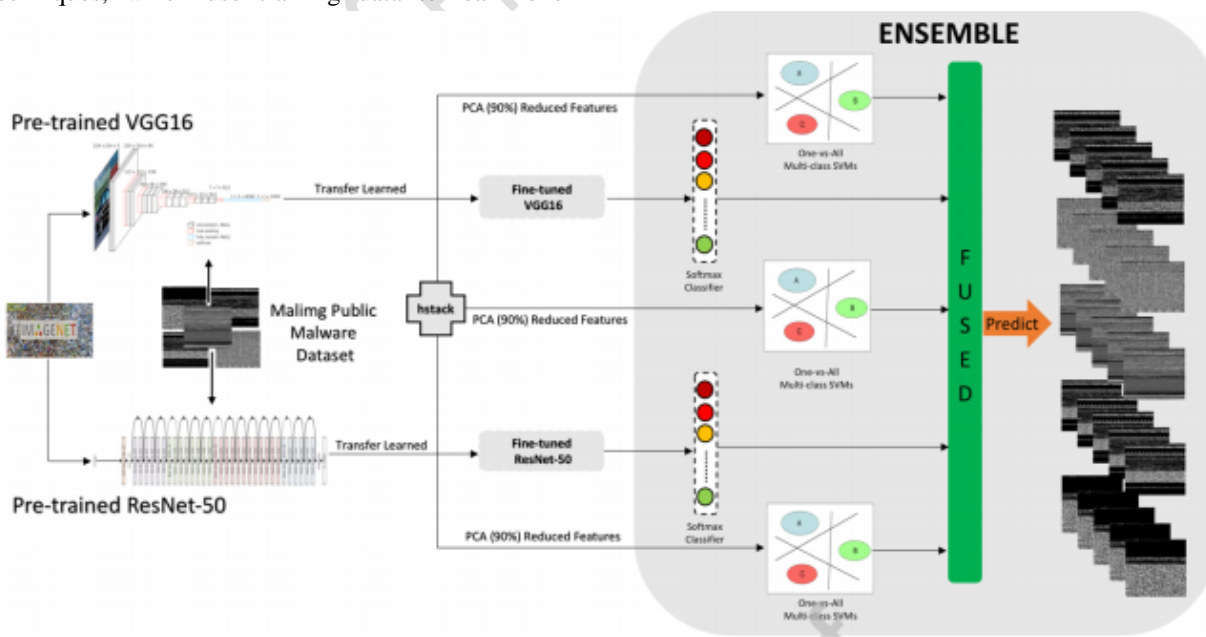 ENSEMBLE
PCA (90%) Reduced Features
A
B
C
One-vs-All
Multi-class SVMs
Pre-trained VGG16
Transfer Learned
Fine-tuned
VGG16
Softmax
Classifier
IMAGENET
Malimg Public
Malware
Dataset
hstack
PCA (90%) Reduced Features
A
B
C
One-vs-All
Multi-class SVMs
FUSED
Predict
Transfer Learned
Fine-tuned
ResNet-50
Softmax
Classifier
Pre-trained ResNet-50
PCA (90%) Reduced Features
A
B
C
One-vs-All
Multi-class SVMs